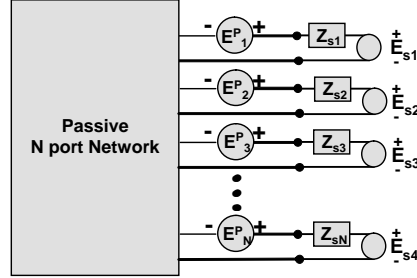 Passive
N port Network
- E^P_1 + Z_s1 + E_s1 -
- E^P_2 + Z_s2 + E_s2 -
- E^P_3 + Z_s3 + E_s3 -
- E^P_N + Z_sN + E_s4 -